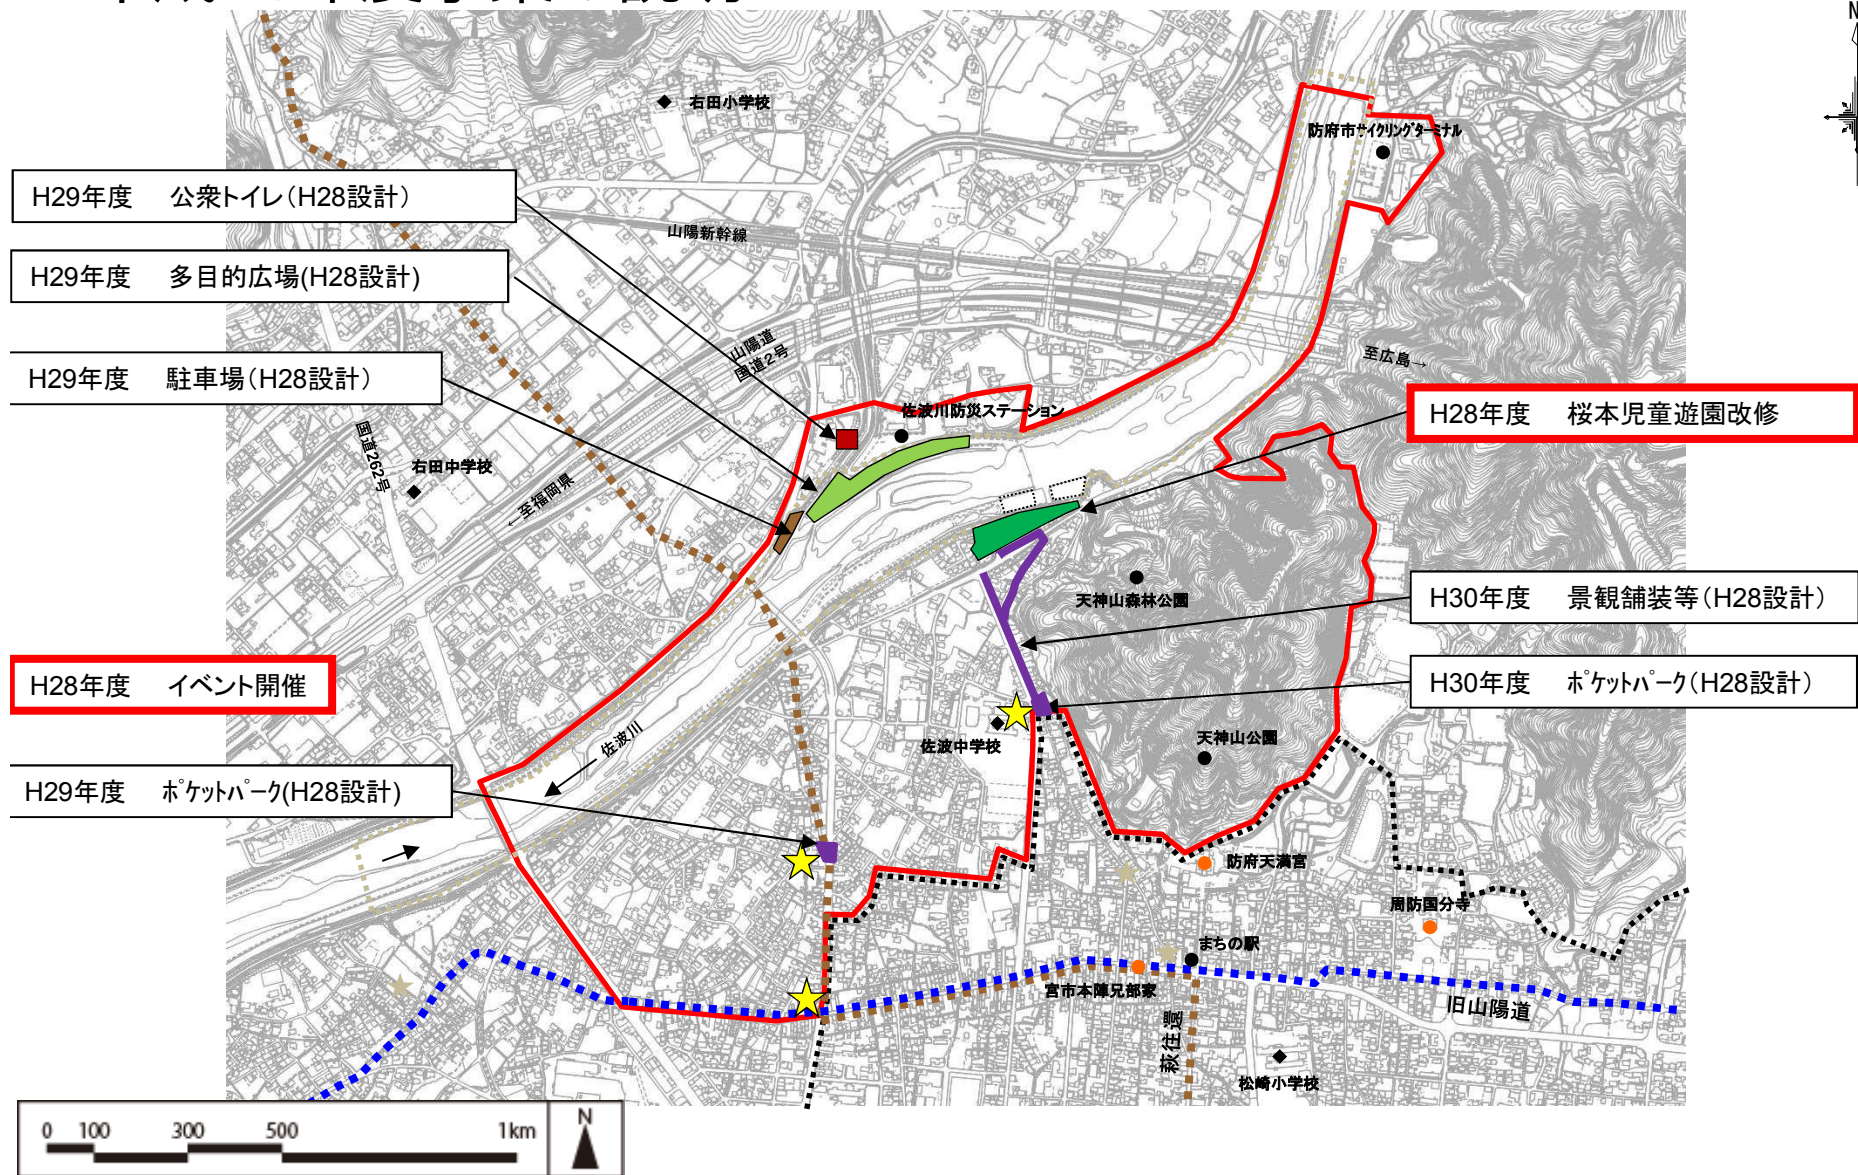 N
右田小学校
防府市サイクリングターミナル
H29年度 公衆トイレ(H28設計)
山陽新幹線
H29年度 多目的広場(H28設計)
山陽道
国道2号
至広島→
H29年度 駐車場(H28設計)
佐波川防災ステーション
H28年度 桜本児童遊園改修
国道262号
右田中学校
←至福岡県
天神山森林公園
H30年度 景観舗装等(H28設計)
H28年度 イベント開催
H30年度 ポケットパーク(H28設計)
佐波川
佐波中学校
天神山公園
H29年度 ポケットパーク(H28設計)
防府天満宮
周防国分寺
まちの駅
宮市本陣兄部家
旧山陽道
萩往還
松崎小学校
0 100 300 500 1km
N